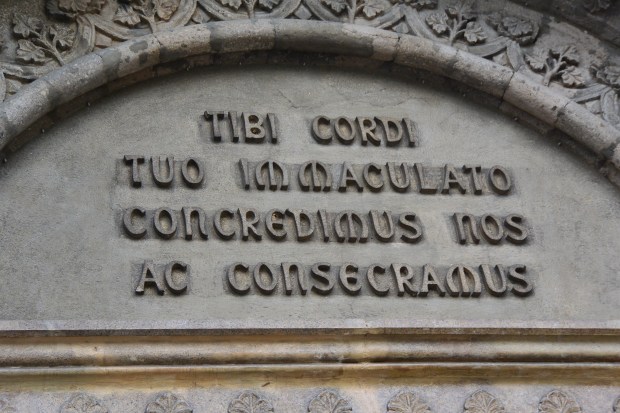 TIBI CORDI
TUO IMMACULATO
CONCREDIMUS NOS
AC CONSECRAMUS